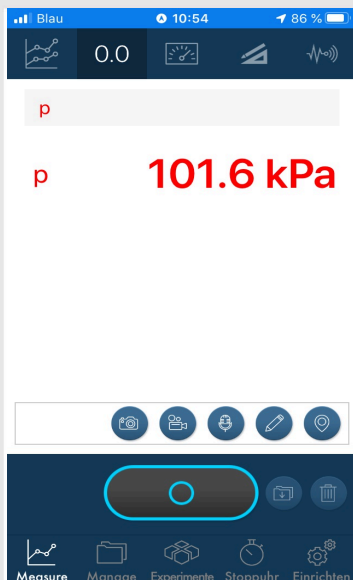 Blau 10:54 86 %
0.0
p
p 101.6 kPa
Measure Manage Experimente Stoppuhr Einrichten